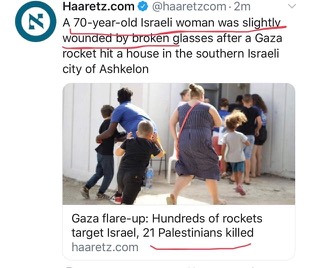 Haaretz.com @haaretzcom · 2m
A 70-year-old Israeli woman was slightly
wounded by broken glasses after a Gaza
rocket hit a house in the southern Israeli
city of Ashkelon
Gaza flare-up: Hundreds of rockets
target Israel, 21 Palestinians killed
haaretz.com